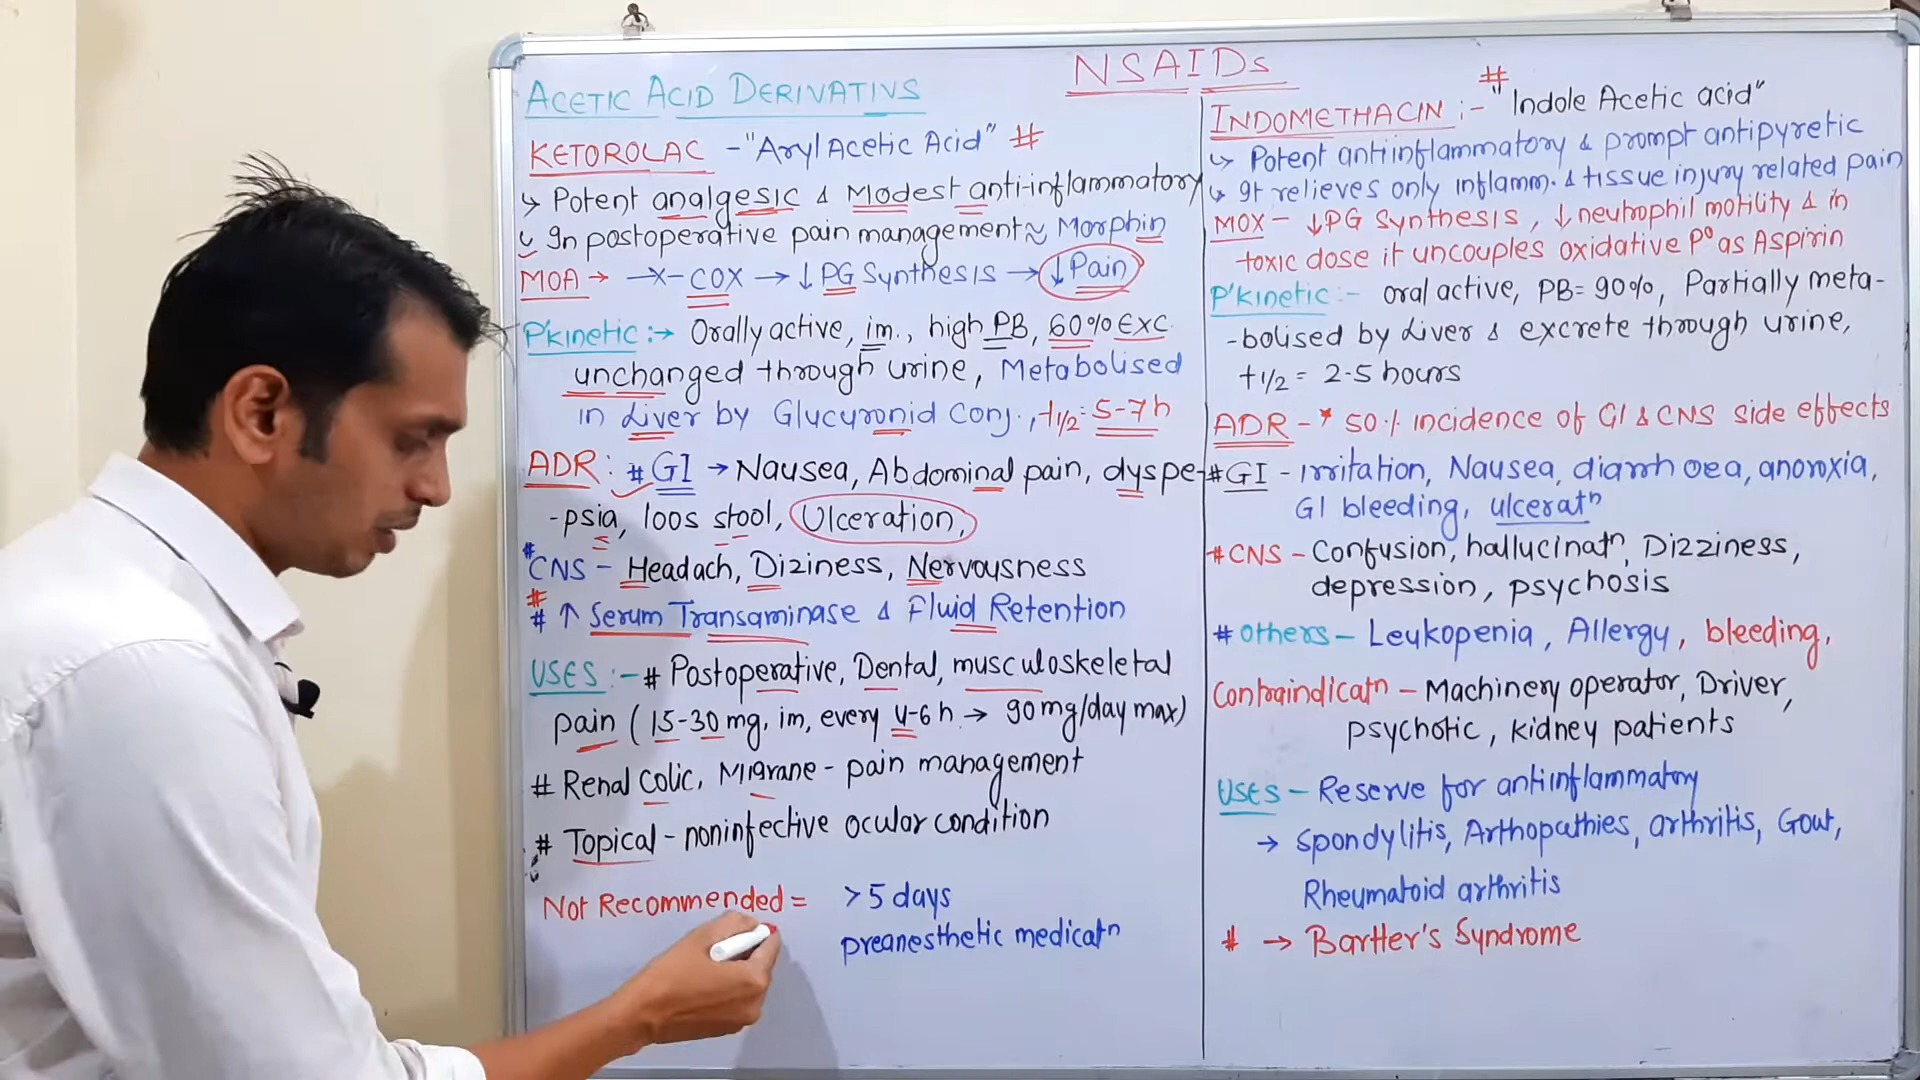 NSAIDs
ACETIC ACID DERIVATIVS
KETOROLAC - "Aryl Acetic Acid" #
↳ Potent analgesic & Modest anti-inflammatory
↳ In postoperative pain management ≈ Morphin
MOA → -x- COX → ↓ PG Synthesis → ↓ Pain
P'kinetic :→ Orally active, im., high PB, 60% Exc.
unchanged through urine, Metabolised
in Liver by Glucuronid Conj., t1/2 = 5-7 h
ADR : # GI → Nausea, Abdominal pain, dyspe-
-psia, loos stool, Ulceration,
# CNS - Headach, Diziness, Nervousness
# ↑ Serum Transaminase & Fluid Retention
USES :- # Postoperative, Dental, musculoskeletal
pain ( 15-30 mg, im, every 4-6 h → 90mg/day max)
# Renal Colic, Migrane - pain management
# Topical - noninfective ocular condition
Not Recommended = > 5 days
preanesthetic medicatn
INDOMETHACIN :- # "Indole Acetic acid"
↳ Potent antiinflammatory & prompt antipyretic
↳ It relieves only inflamm. & tissue injury related pain
MOX - ↓ PG Synthesis, ↓ neutrophil motility & in
toxic dose it uncouples oxidative Pº as Aspirin
P'kinetic :- oral active, PB = 90%, Partially meta-
-bolised by Liver & excrete through urine,
t1/2 = 2-5 hours
ADR - * 50% incidence of GI & CNS side effects
# GI - Irritation, Nausea, diarrhoea, anoroxia,
GI bleeding, ulceratn
# CNS - Confusion, hallucinatn, Dizziness,
depression, psychosis
# Others - Leukopenia, Allergy, bleeding,
Contraindicatn - Machinery operator, Driver,
psychotic, kidney patients
USES - Reserve for antiinflammatory
→ Spondylitis, Arthopathies, arthritis, Gout,
Rheumatoid arthritis
# → Bartter's Syndrome